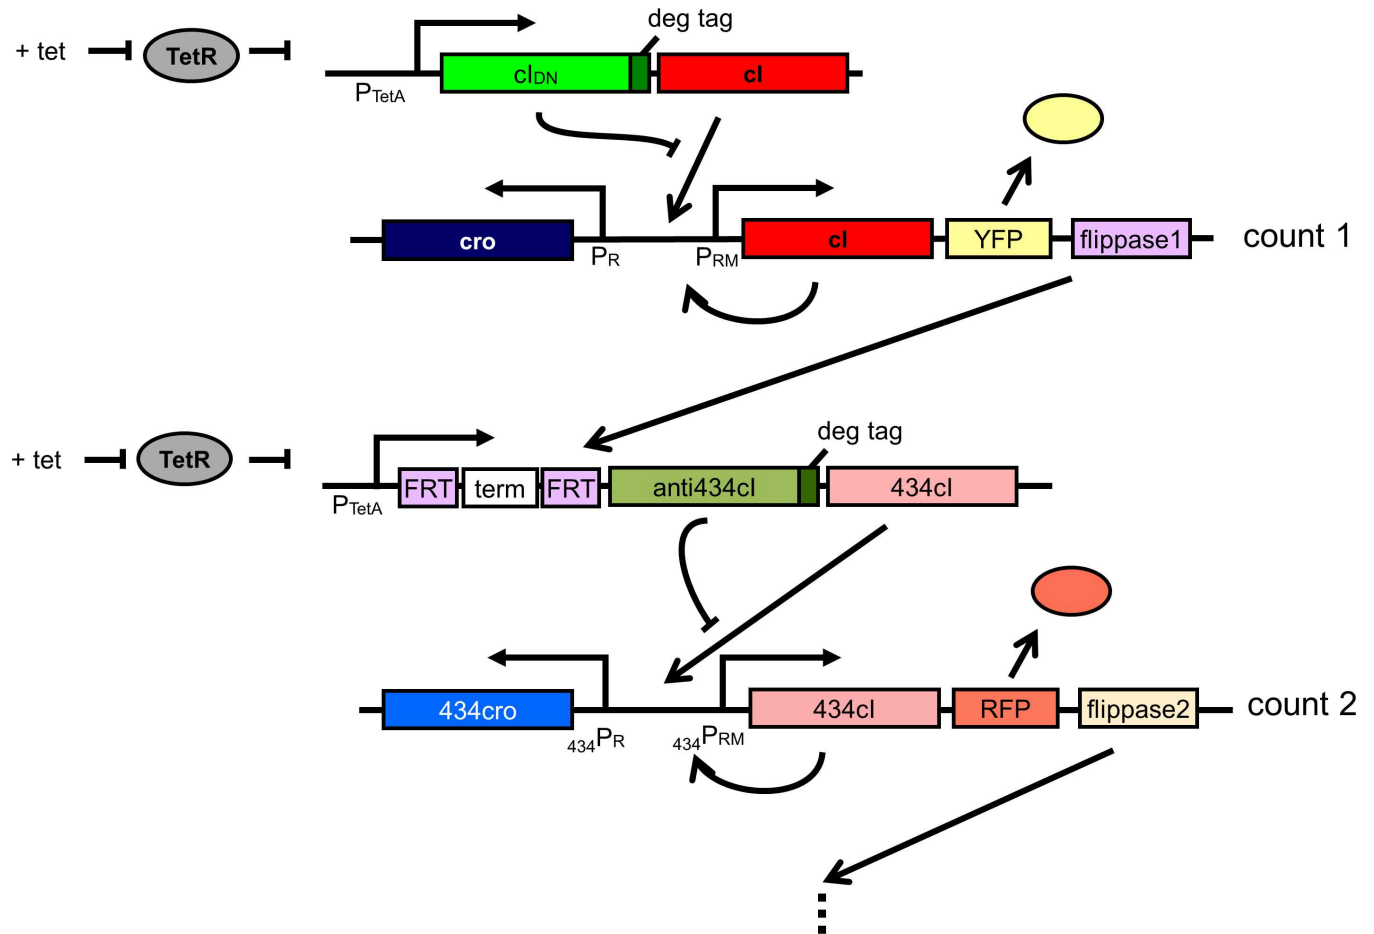 deg tag
+ tet
TetR
PTetA
cIDN
cI
cro
PR
PRM
cI
YFP
flippase1
count 1
deg tag
+ tet
TetR
PTetA
FRT
term
FRT
anti434cI
434cI
434cro
434PR
434PRM
434cI
RFP
flippase2
count 2